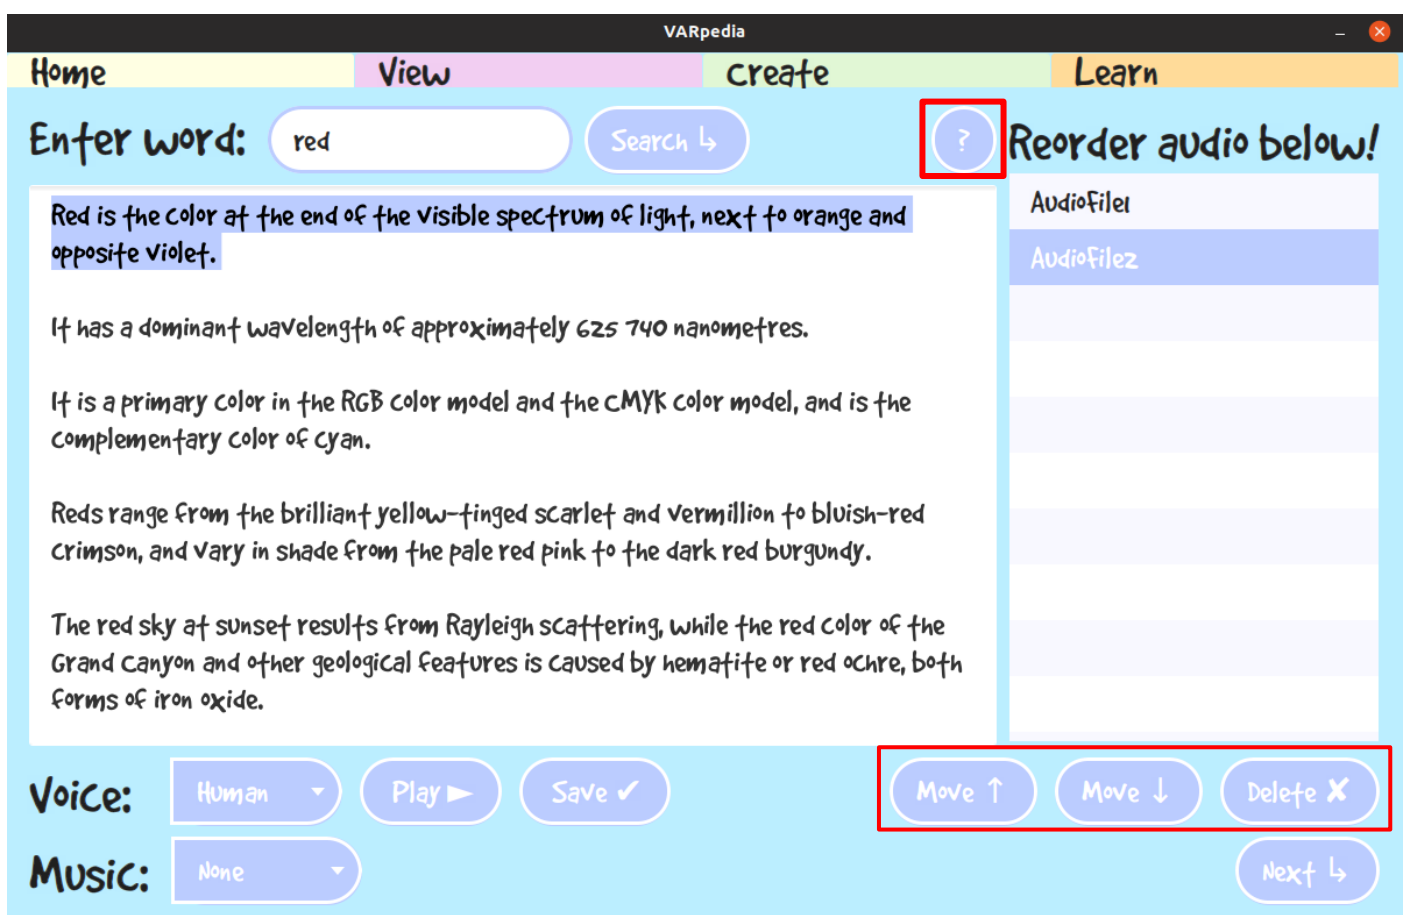 VARpedia
Home View Create Learn
Enter word: red Search ↳ ? Reorder audio below!
Red is the color at the end of the visible spectrum of light, next to orange and
opposite violet.
It has a dominant wavelength of approximately 625 740 nanometres.
It is a primary color in the RGB color model and the CMYK color model, and is the
complementary color of cyan.
Reds range from the brilliant yellow-tinged scarlet and vermillion to bluish-red
crimson, and vary in shade from the pale red pink to the dark red burgundy.
The red sky at sunset results from Rayleigh scattering, while the red color of the
Grand Canyon and other geological features is caused by hematite or red ochre, both
forms of iron oxide.
AudioFile1
AudioFile2
Voice: Human Play ► Save ✔ Move ↑ Move ↓ Delete ✘
Music: None Next ↳